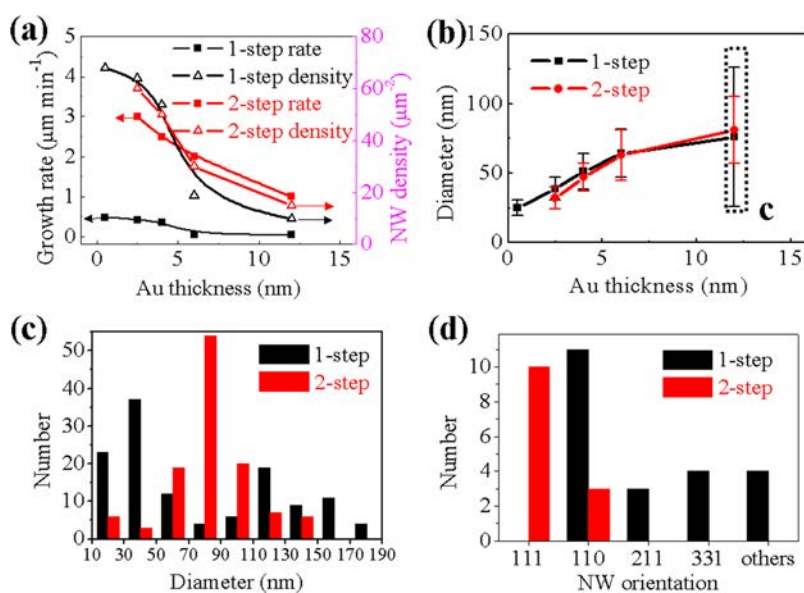 (a)
5
4
3
2
1
0
Growth rate (μm min⁻¹)
1-step rate
1-step density
2-step rate
2-step density
80
60
40
20
0
NW density (μm⁻²)
0 5 10 15
Au thickness (nm)
(b)
150
100
50
0
Diameter (nm)
1-step
2-step
c
0 5 10 15
Au thickness (nm)
(c)
50
40
30
20
10
0
Number
1-step
2-step
10 30 50 70 90 110 130 150 170 190
Diameter (nm)
(d)
10
8
6
4
2
0
Number
1-step
2-step
111 110 211 331 others
NW orientation